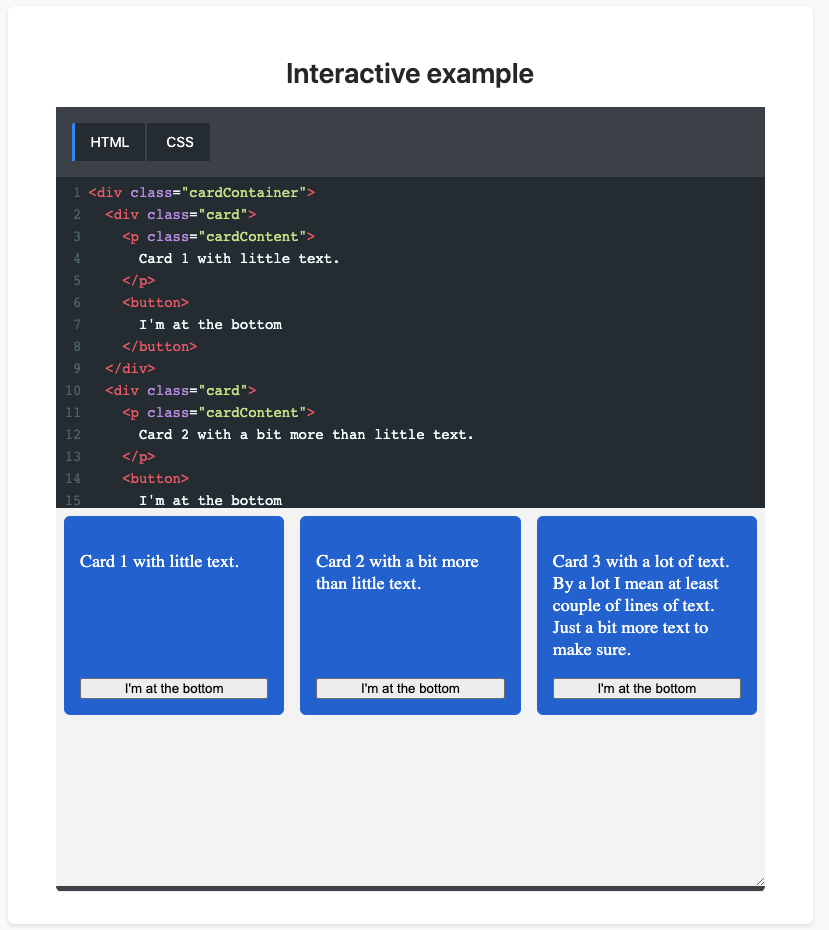 Interactive example
HTML CSS
1 <div class="cardContainer">
2   <div class="card">
3     <p class="cardContent">
4       Card 1 with little text.
5     </p>
6     <button>
7       I'm at the bottom
8     </button>
9   </div>
10   <div class="card">
11     <p class="cardContent">
12       Card 2 with a bit more than little text.
13     </p>
14     <button>
15       I'm at the bottom
Card 1 with little text.
I'm at the bottom
Card 2 with a bit more
than little text.
I'm at the bottom
Card 3 with a lot of text.
By a lot I mean at least
couple of lines of text.
Just a bit more text to
make sure.
I'm at the bottom